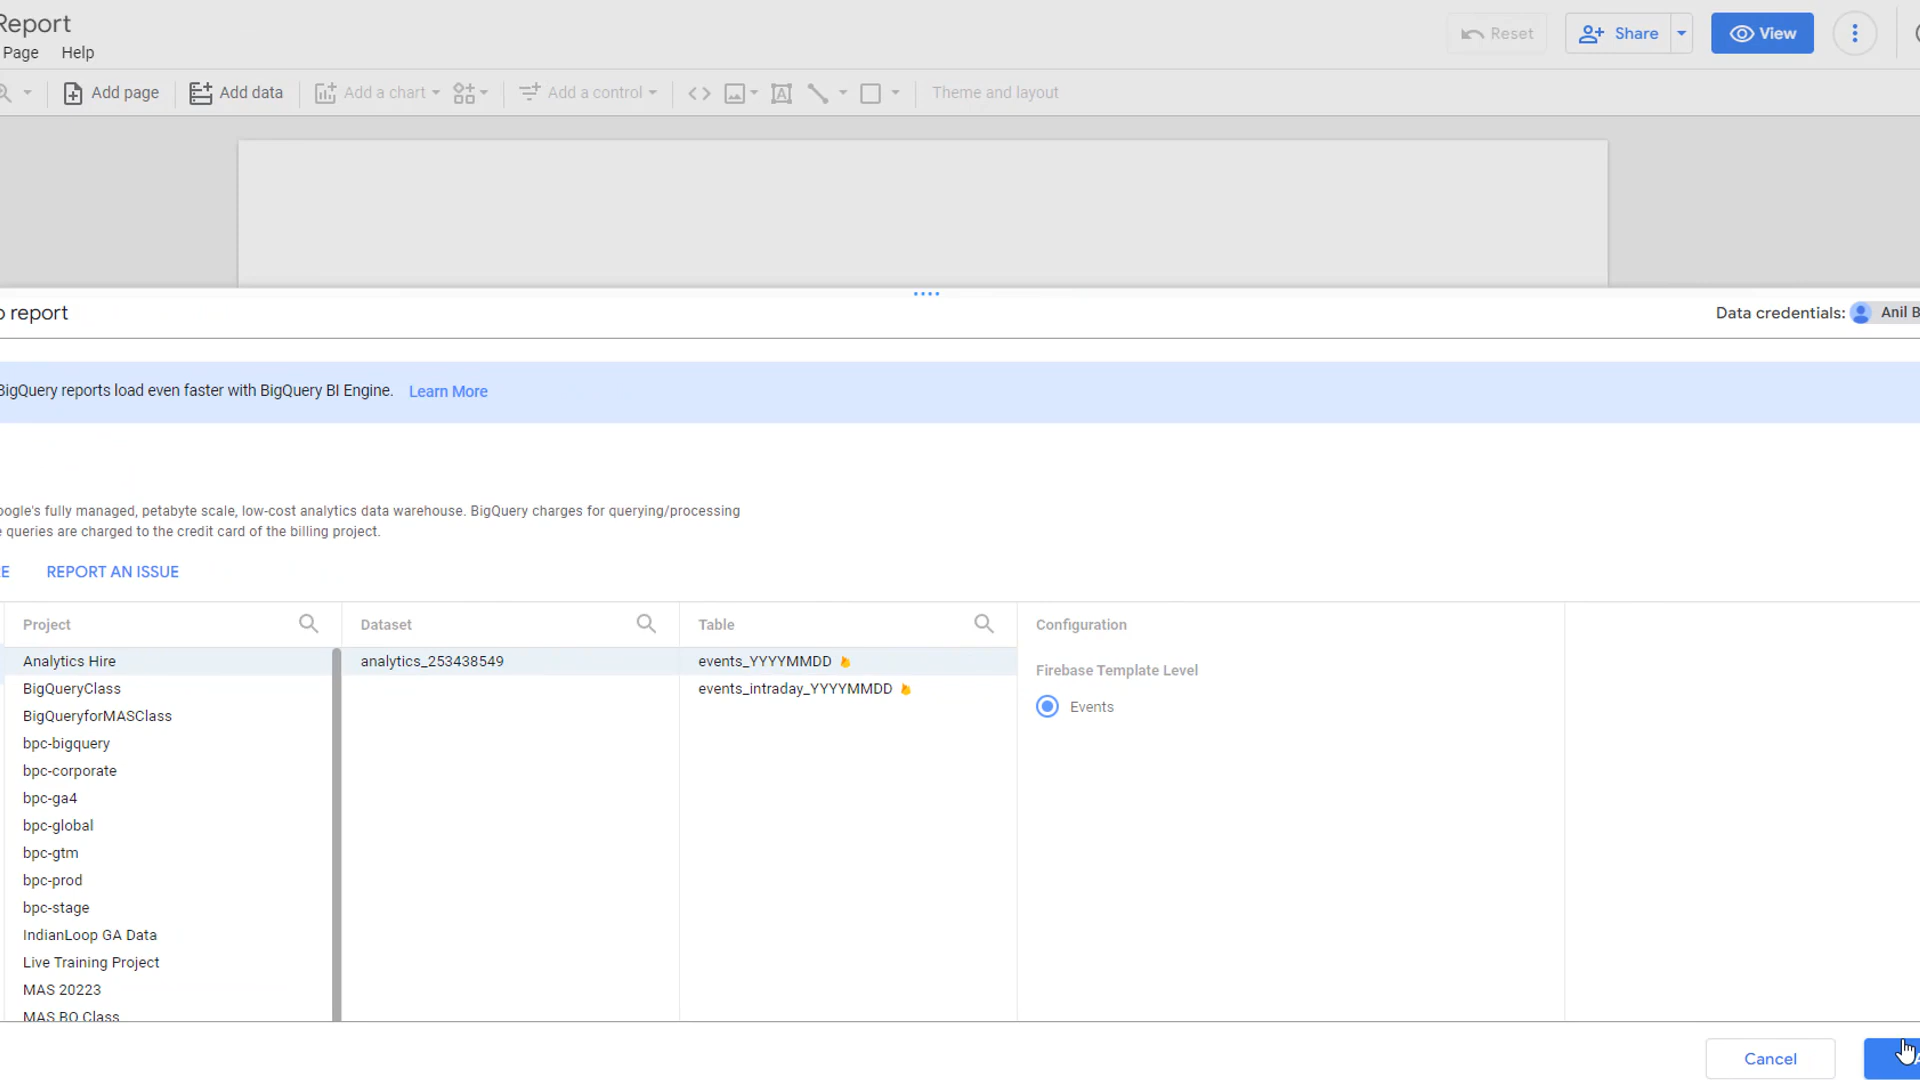 Report
Page Help
Reset Share View
Add page Add data Add a chart Add a control Theme and layout
report
Data credentials: Anil B
BigQuery reports load even faster with BigQuery BI Engine. Learn More
oogle's fully managed, petabyte scale, low-cost analytics data warehouse. BigQuery charges for querying/processing
queries are charged to the credit card of the billing project.
REPORT AN ISSUE
Project Dataset Table Configuration
Analytics Hire analytics_253438549 events_YYYYMMDD
Firebase Template Level
BigQueryClass events_intraday_YYYYMMDD
Events
BigQueryforMASClass
bpc-bigquery
bpc-corporate
bpc-ga4
bpc-global
bpc-gtm
bpc-prod
bpc-stage
IndianLoop GA Data
Live Training Project
MAS 20223
MAS BQ Class
Cancel